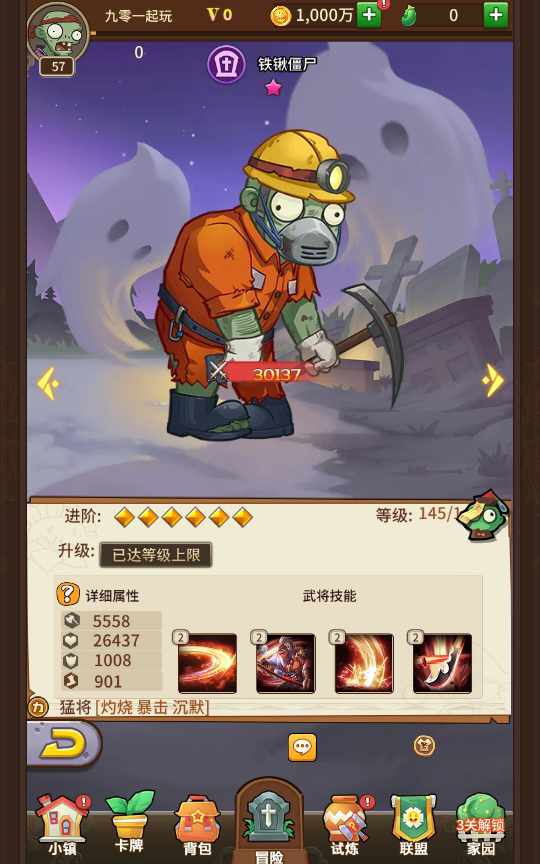 九零一起玩 V 0 1,000万 0
57
0
铁锹僵尸
30137
进阶:
等级: 145/1
升级: 已达等级上限
详细属性 武将技能
5558
26437
1008
901
2 2 2 2
力 猛将 [灼烧 暴击 沉默]
小镇 卡牌 背包 冒险 试炼 联盟 3关解锁 家园